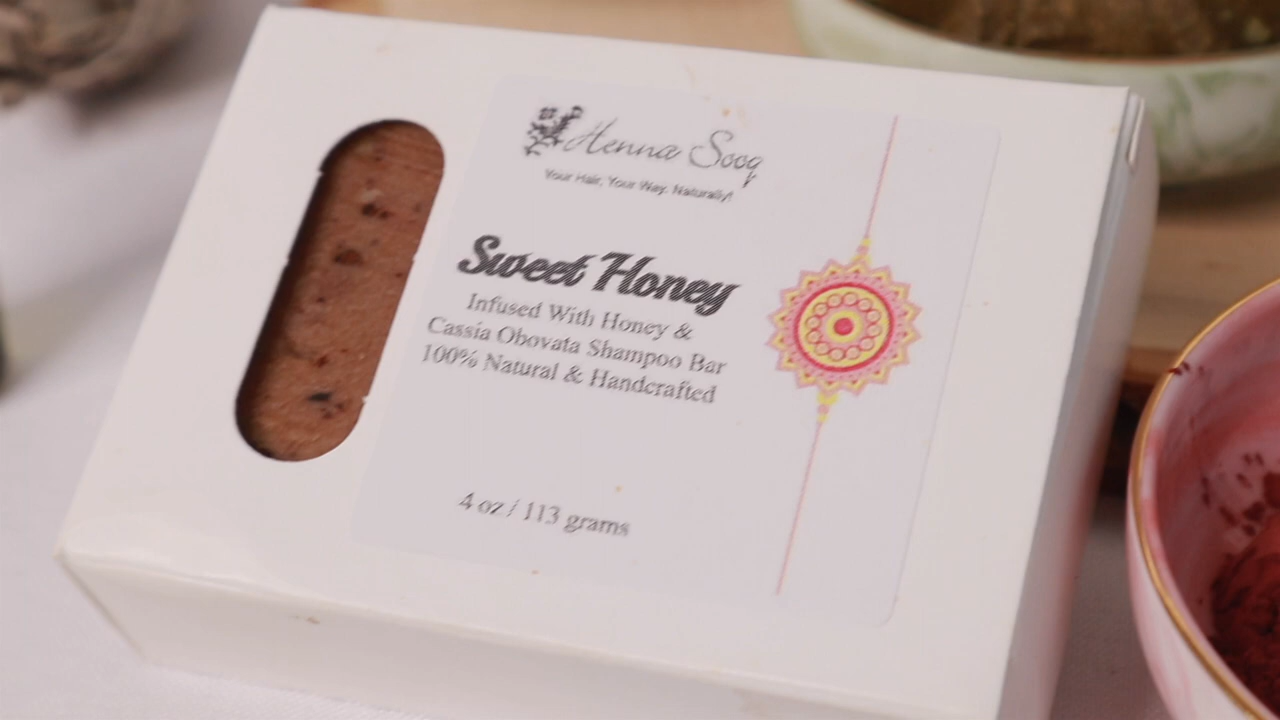 Henna Sooq
Your Hair, Your Way. Naturally!
Sweet Honey
Infused With Honey &
Cassia Obovata Shampoo Bar
100% Natural & Handcrafted
4 oz / 113 grams